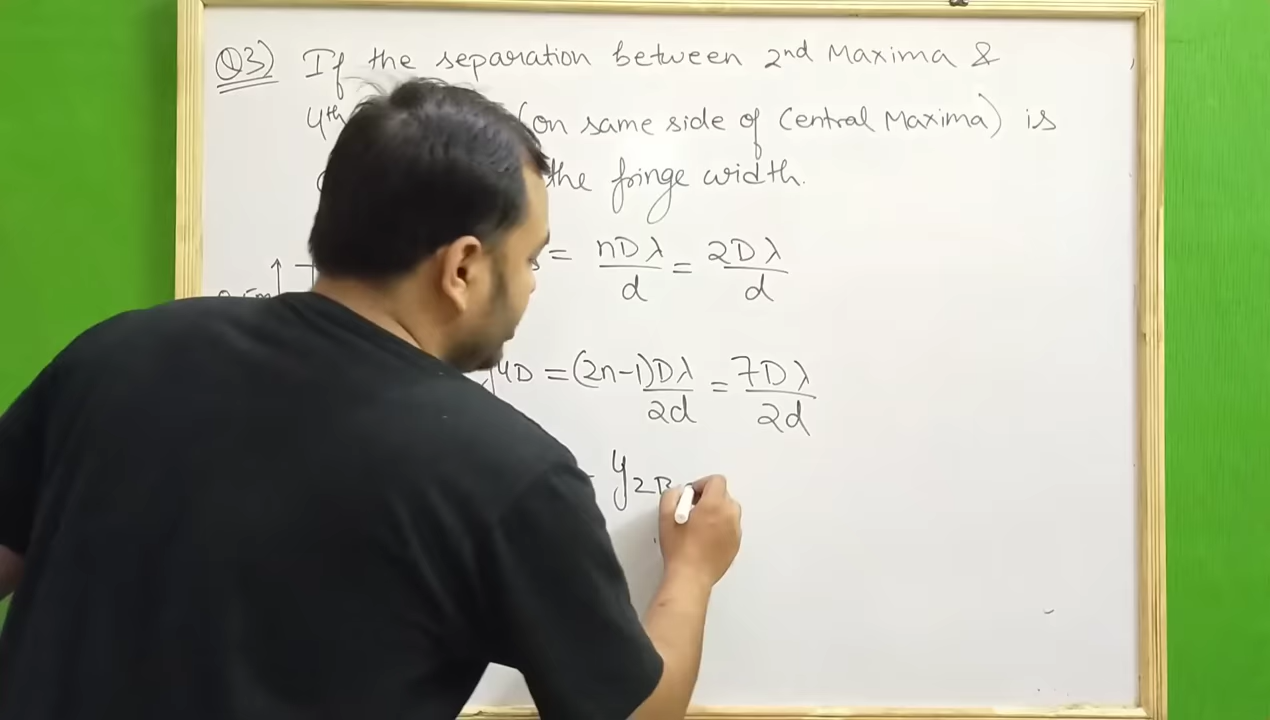 Q3) If the separation between 2nd Maxima &
4th (on same side of Central Maxima) is
the fringe width.
= nDλ/d = 2Dλ/d
y4D = (2n-1)Dλ/2d = 7Dλ/2d
- y2B